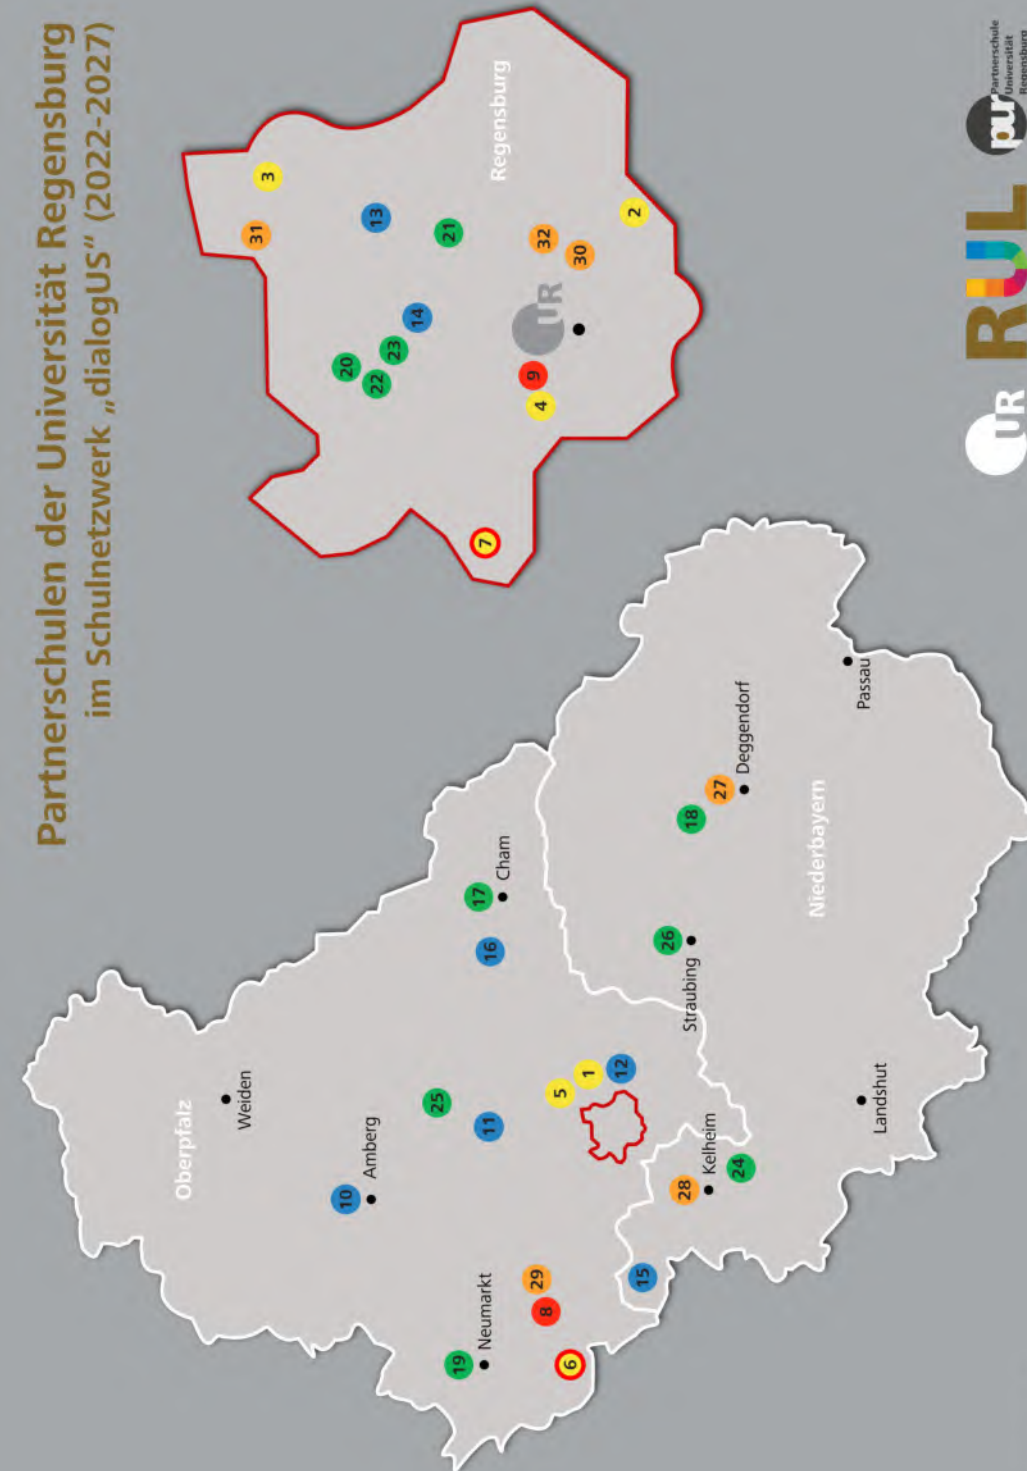 Partnerschulen der Universität Regensburg
im Schulnetzwerk „dialogUS“ (2022-2027)
Oberpfalz
Weiden
10
Amberg
25
19
17
Neumarkt
11
16
Cham
29
8
5
6
1
12
15
26
28
Straubing
18
Kelheim
27
24
Deggendorf
Niederbayern
Passau
Landshut
31
3
20
13
22
23
14
21
7
Regensburg
9
4
32
UR
30
2
UR
RUL
pur
Partnerschule
Universität
Regensburg